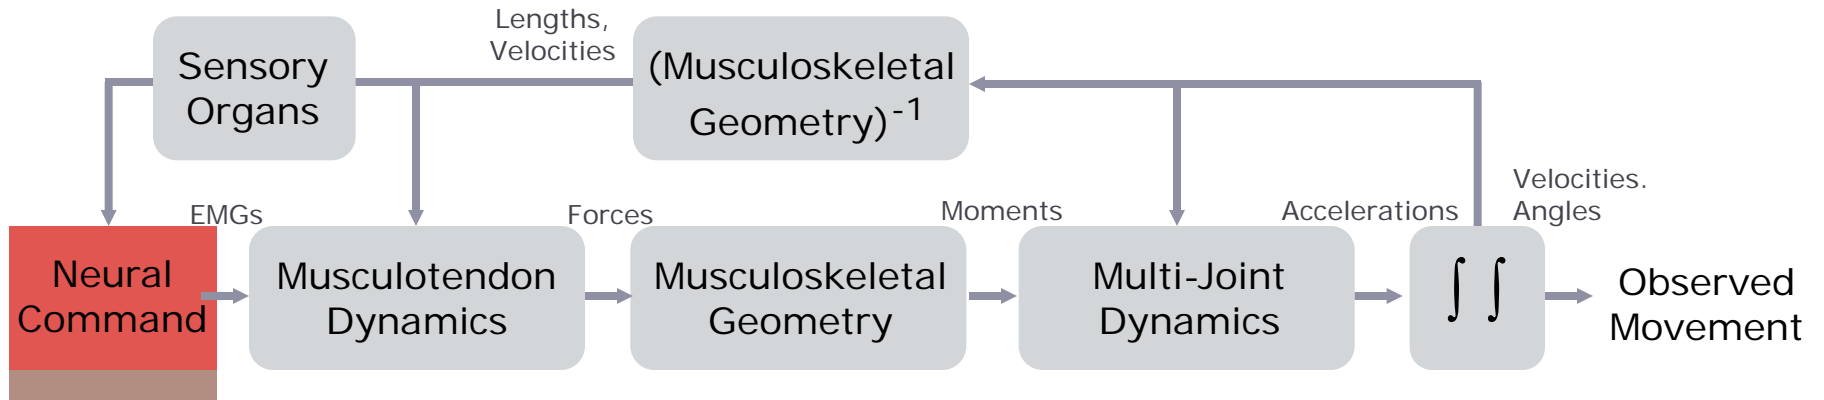 Lengths,
Velocities
Sensory
Organs
(Musculoskeletal
Geometry)-1
Velocities.
Angles
EMGs
Forces
Moments
Accelerations
Neural
Command
Musculotendon
Dynamics
Musculoskeletal
Geometry
Multi-Joint
Dynamics
∫ ∫
Observed
Movement